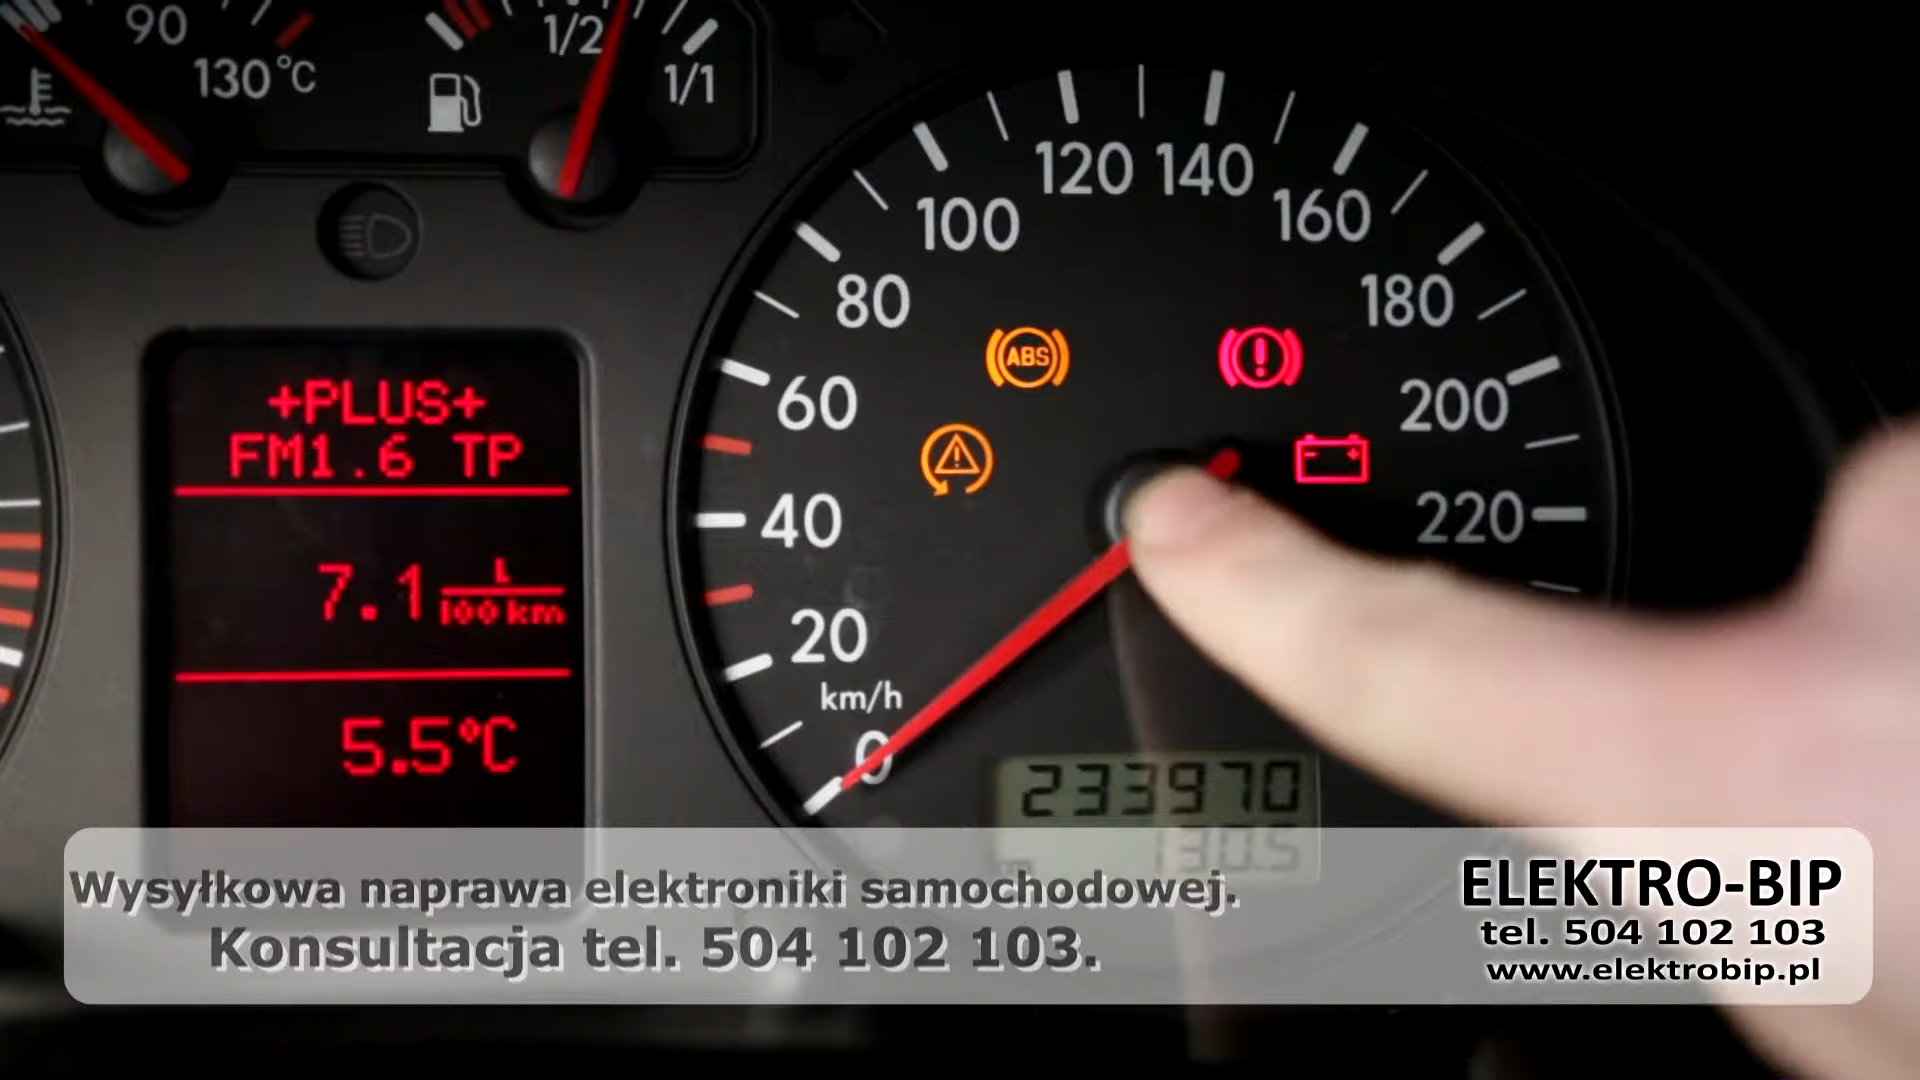 90
130°C
1/2
1/1
120
140
100
160
80
180
ABS
60
200
40
220
20
km/h
0
+PLUS+
FM1.6 TP
7.1 L
100 km
5.5°C
233970
130.5
Wysyłkowa naprawa elektroniki samochodowej.
Konsultacja tel. 504 102 103.
ELEKTRO-BIP
tel. 504 102 103
www.elektrobip.pl